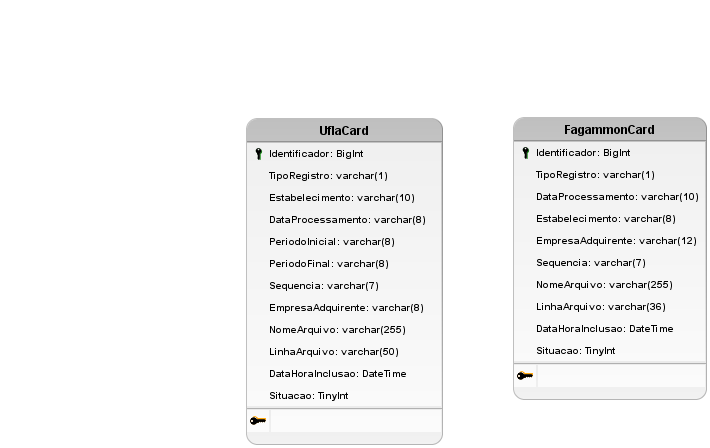 UflaCard
Identificador: BigInt
TipoRegistro: varchar(1)
Estabelecimento: varchar(10)
DataProcessamento: varchar(8)
PeriodoInicial: varchar(8)
PeriodoFinal: varchar(8)
Sequencia: varchar(7)
EmpresaAdquirente: varchar(8)
NomeArquivo: varchar(255)
LinhaArquivo: varchar(50)
DataHoraInclusao: DateTime
Situacao: TinyInt
FagammonCard
Identificador: BigInt
TipoRegistro: varchar(1)
DataProcessamento: varchar(10)
Estabelecimento: varchar(8)
EmpresaAdquirente: varchar(12)
Sequencia: varchar(7)
NomeArquivo: varchar(255)
LinhaArquivo: varchar(36)
DataHoraInclusao: DateTime
Situacao: TinyInt